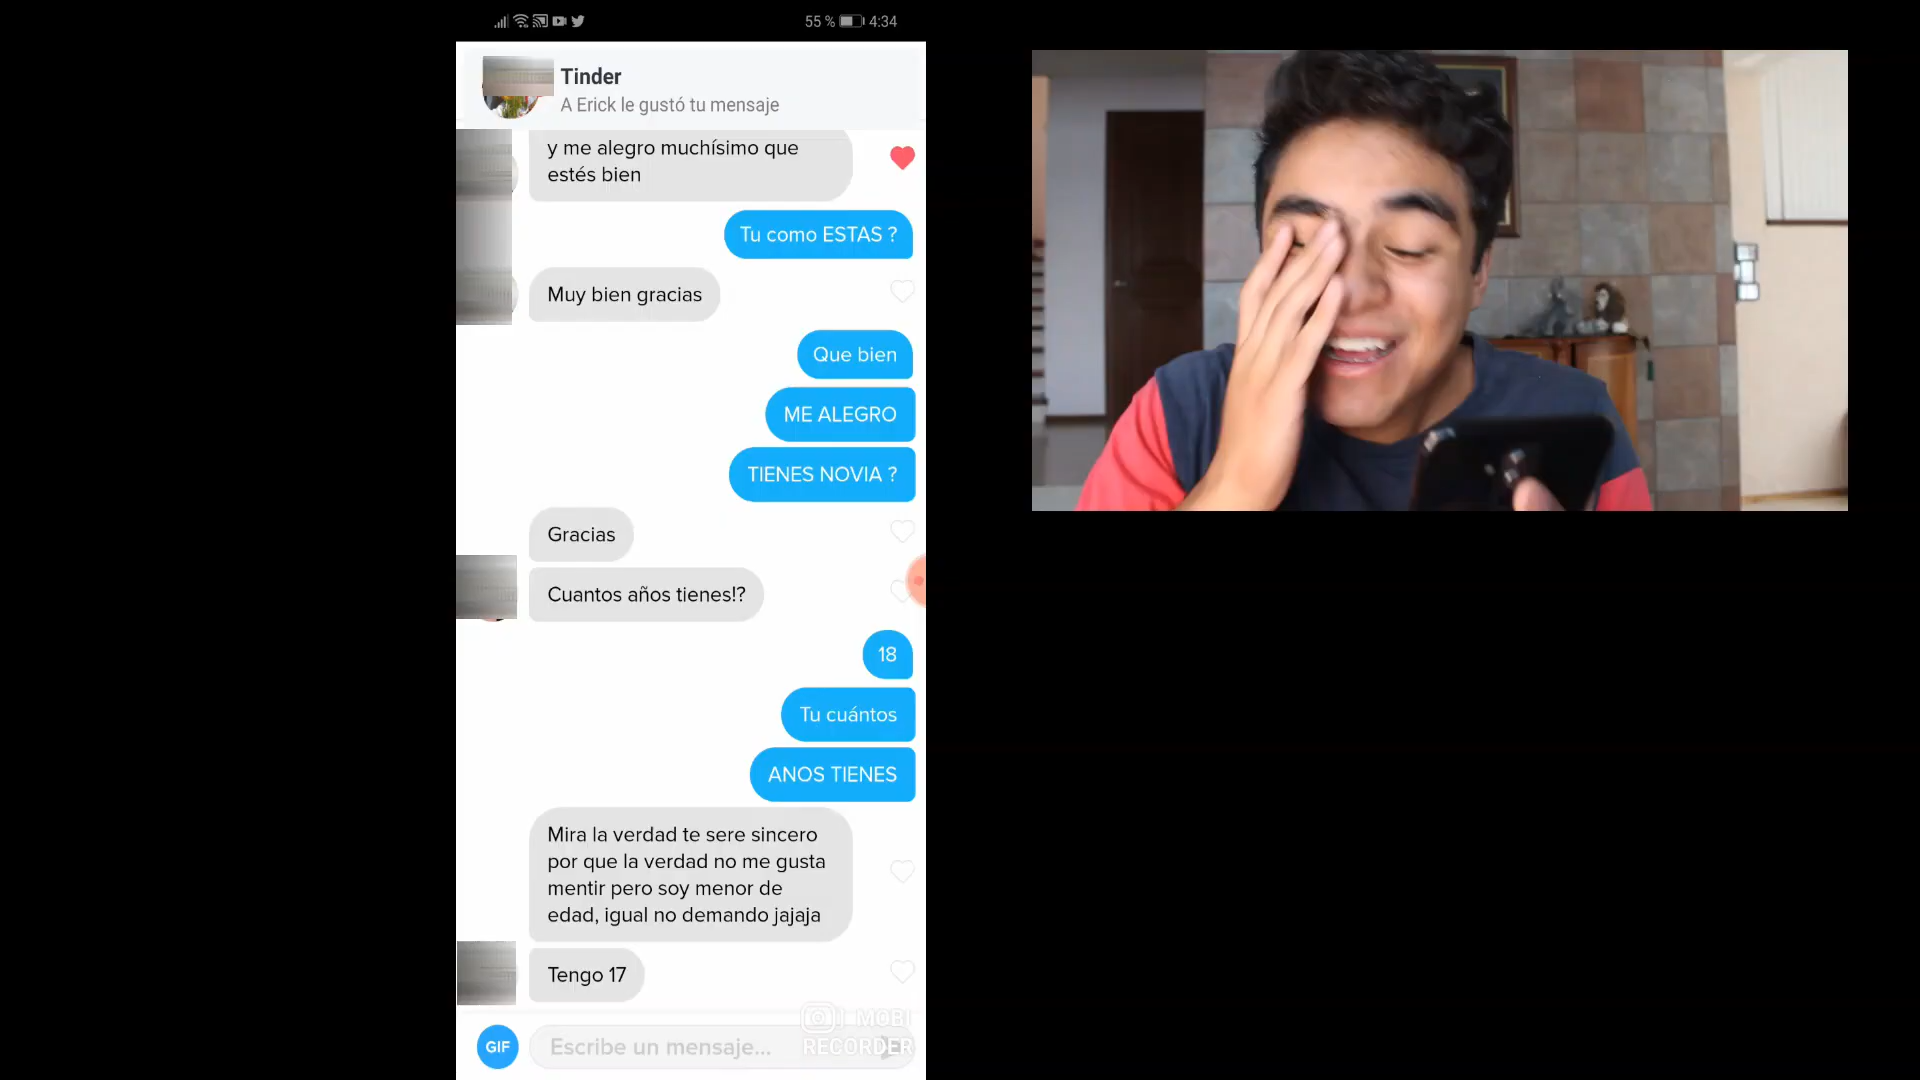 55 % 4:34
Tinder
A Erick le gustó tu mensaje
y me alegro muchísimo que
estés bien
Tu como ESTAS ?
Muy bien gracias
Que bien
ME ALEGRO
TIENES NOVIA ?
Gracias
Cuantos años tienes!?
18
Tu cuántos
ANOS TIENES
Mira la verdad te sere sincero
por que la verdad no me gusta
mentir pero soy menor de
edad, igual no demando jajaja
Tengo 17
MOBI
RECORDER
GIF
Escribe un mensaje...